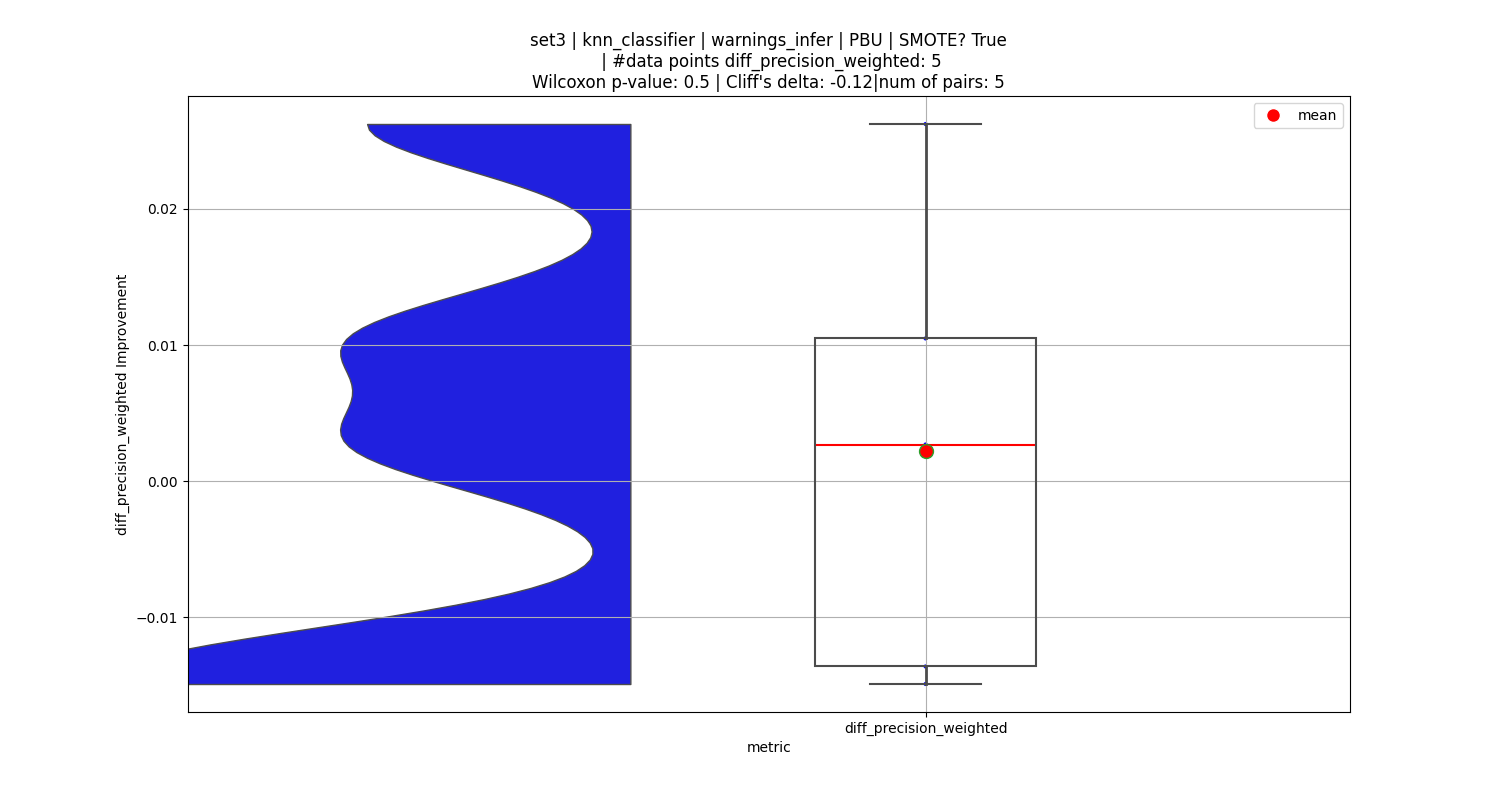 set3 | knn_classifier | warnings_infer | PBU | SMOTE? True
| #data points diff_precision_weighted: 5
Wilcoxon p-value: 0.5 | Cliff's delta: -0.12|num of pairs: 5
mean
0.02
0.01
0.00
−0.01
diff_precision_weighted Improvement
diff_precision_weighted
metric